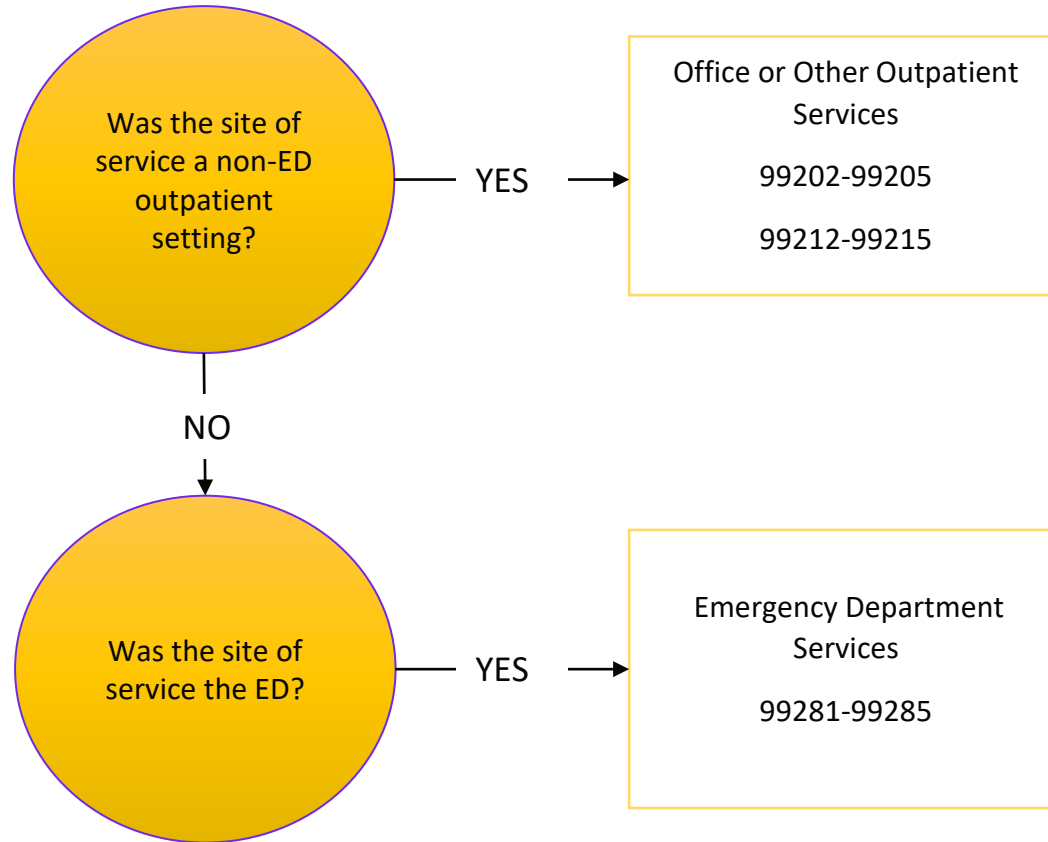 Was the site of
service a non-ED
outpatient
setting?
YES
Office or Other Outpatient
Services
99202-99205
99212-99215
NO
Was the site of
service the ED?
YES
Emergency Department
Services
99281-99285